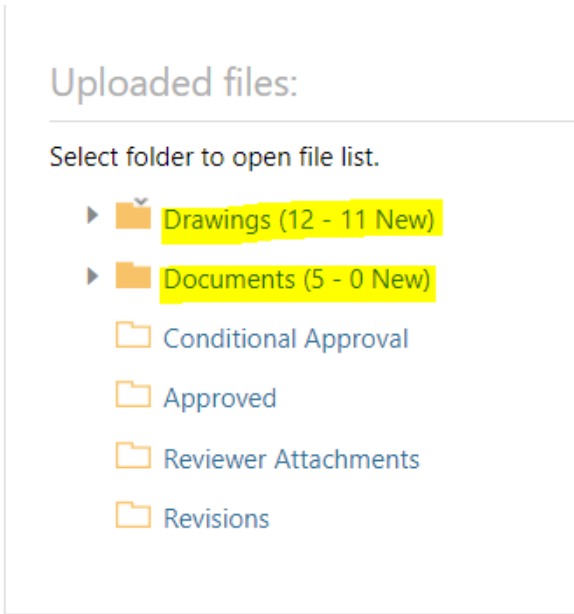 Uploaded files:
Select folder to open file list.
Drawings (12 - 11 New)
Documents (5 - 0 New)
Conditional Approval
Approved
Reviewer Attachments
Revisions